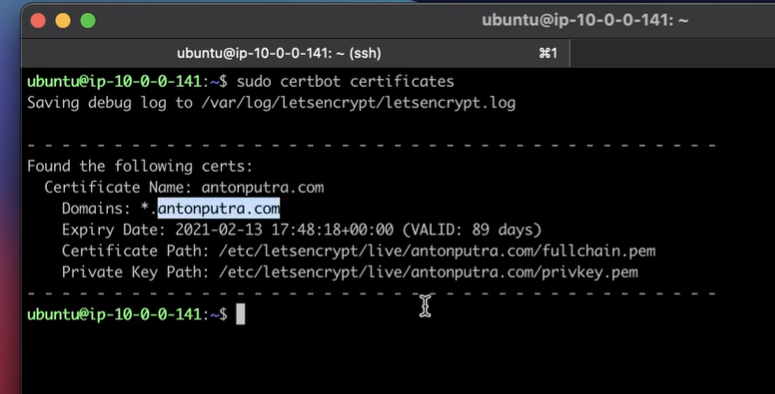 ubuntu@ip-10-0-0-141: ~
ubuntu@ip-10-0-0-141: ~ (ssh) ⌘1
ubuntu@ip-10-0-0-141:~$ sudo certbot certificates
Saving debug log to /var/log/letsencrypt/letsencrypt.log
- - - - - - - - - - - - - - - - - - - - - - - - - - - - - - - - - - - - - - - -
Found the following certs:
  Certificate Name: antonputra.com
    Domains: *.antonputra.com
    Expiry Date: 2021-02-13 17:48:18+00:00 (VALID: 89 days)
    Certificate Path: /etc/letsencrypt/live/antonputra.com/fullchain.pem
    Private Key Path: /etc/letsencrypt/live/antonputra.com/privkey.pem
- - - - - - - - - - - - - - - - - - - - - - - - - - - - - - - - - - - - - - - -
ubuntu@ip-10-0-0-141:~$